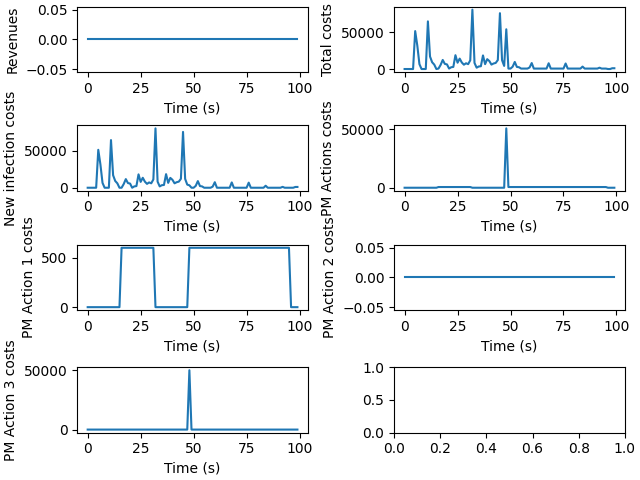 Revenues
0.05
0.00
−0.05
0 25 50 75 100
Time (s)
Total costs
50000
0
0 25 50 75 100
Time (s)
New infection costs
50000
0
0 25 50 75 100
Time (s)
PM Actions costs
50000
0
0 25 50 75 100
Time (s)
PM Action 1 costs
500
0
0 25 50 75 100
Time (s)
PM Action 2 costs
0.05
0.00
−0.05
0 25 50 75 100
Time (s)
PM Action 3 costs
50000
0
0 25 50 75 100
Time (s)
1.0
0.5
0.0
0.0 0.2 0.4 0.6 0.8 1.0